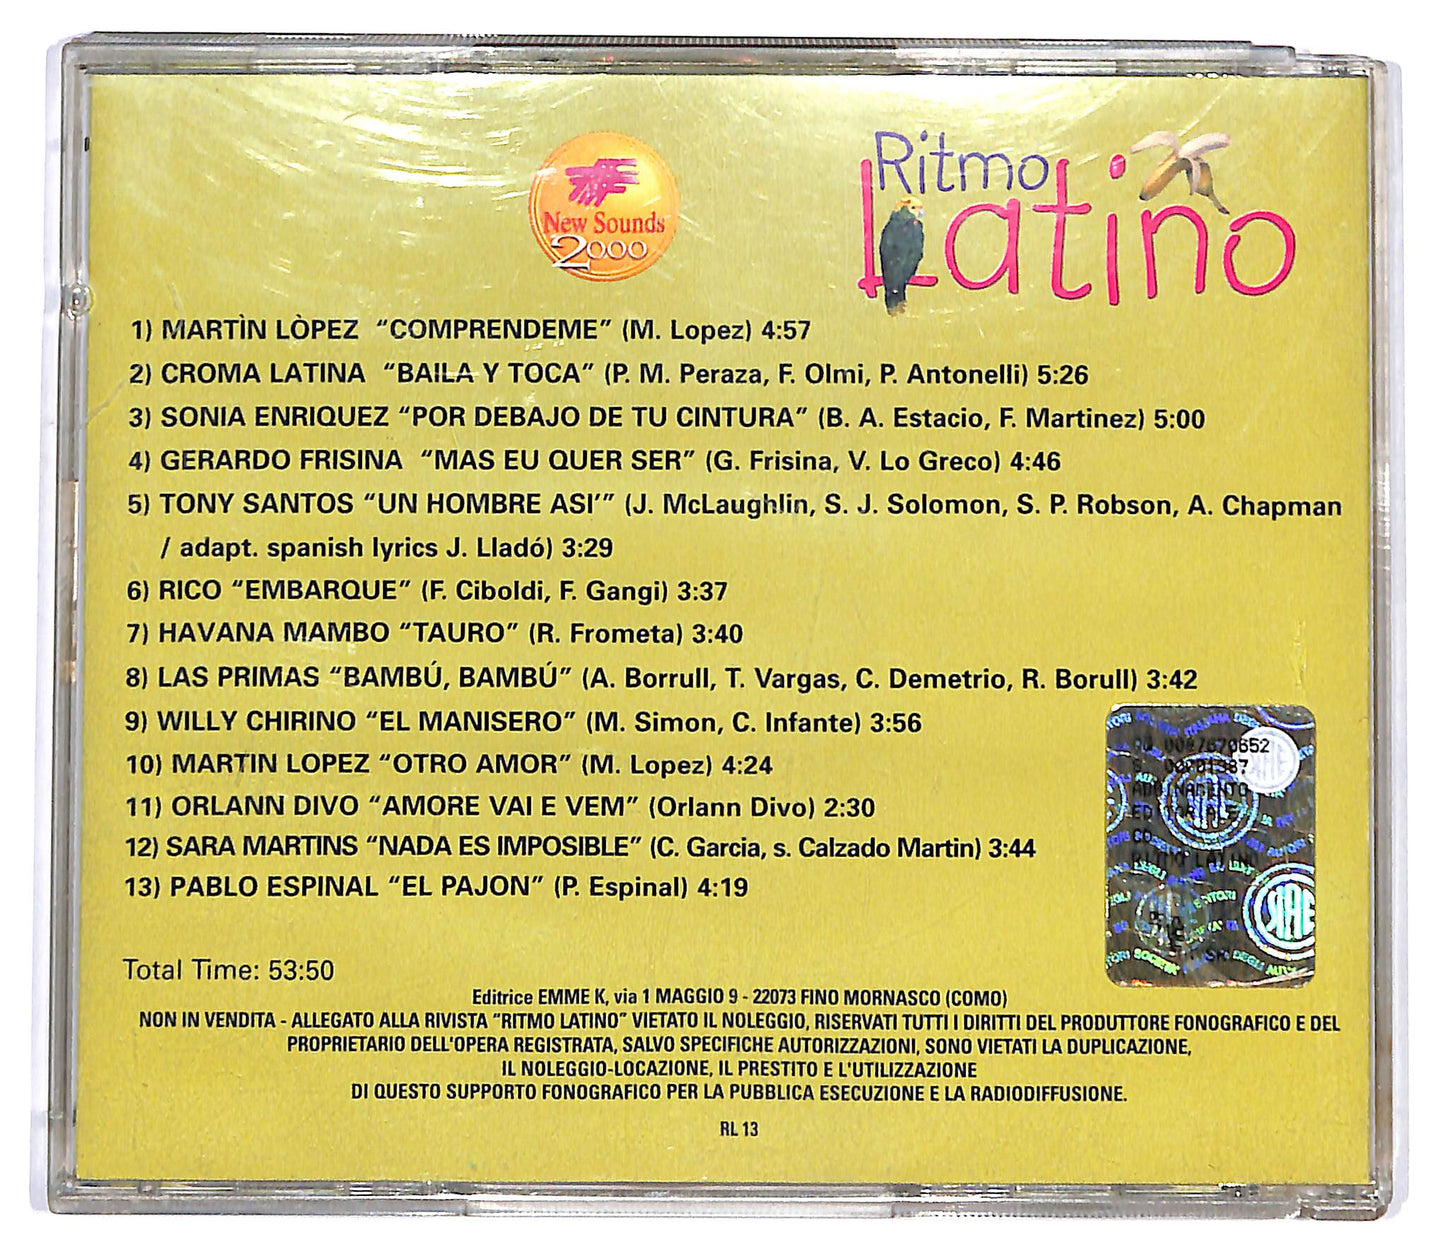 New Sounds
2000
Ritmo
Latino
1) MARTÌN LÒPEZ “COMPRENDEME” (M. Lopez) 4:57
2) CROMA LATINA “BAILA Y TOCA” (P. M. Peraza, F. Olmi, P. Antonelli) 5:26
3) SONIA ENRIQUEZ “POR DEBAJO DE TU CINTURA” (B. A. Estacio, F. Martinez) 5:00
4) GERARDO FRISINA “MAS EU QUER SER” (G. Frisina, V. Lo Greco) 4:46
5) TONY SANTOS “UN HOMBRE ASI’” (J. McLaughlin, S. J. Solomon, S. P. Robson, A. Chapman
/ adapt. spanish lyrics J. Lladó) 3:29
6) RICO “EMBARQUE” (F. Ciboldi, F. Gangi) 3:37
7) HAVANA MAMBO “TAURO” (R. Frometa) 3:40
8) LAS PRIMAS “BAMBÚ, BAMBÚ” (A. Borrull, T. Vargas, C. Demetrio, R. Borull) 3:42
9) WILLY CHIRINO “EL MANISERO” (M. Simon, C. Infante) 3:56
10) MARTIN LOPEZ “OTRO AMOR” (M. Lopez) 4:24
11) ORLANN DIVO “AMORE VAI E VEM” (Orlann Divo) 2:30
12) SARA MARTINS “NADA ES IMPOSIBLE” (C. Garcia, s. Calzado Martin) 3:44
13) PABLO ESPINAL “EL PAJON” (P. Espinal) 4:19
Total Time: 53:50
Editrice EMME K, via 1 MAGGIO 9 - 22073 FINO MORNASCO (COMO)
NON IN VENDITA - ALLEGATO ALLA RIVISTA “RITMO LATINO” VIETATO IL NOLEGGIO, RISERVATI TUTTI I DIRITTI DEL PRODUTTORE FONOGRAFICO E DEL
PROPRIETARIO DELL'OPERA REGISTRATA, SALVO SPECIFICHE AUTORIZZAZIONI, SONO VIETATI LA DUPLICAZIONE,
IL NOLEGGIO-LOCAZIONE, IL PRESTITO E L'UTILIZZAZIONE
DI QUESTO SUPPORTO FONOGRAFICO PER LA PUBBLICA ESECUZIONE E LA RADIODIFFUSIONE.
RL 13
SIAE